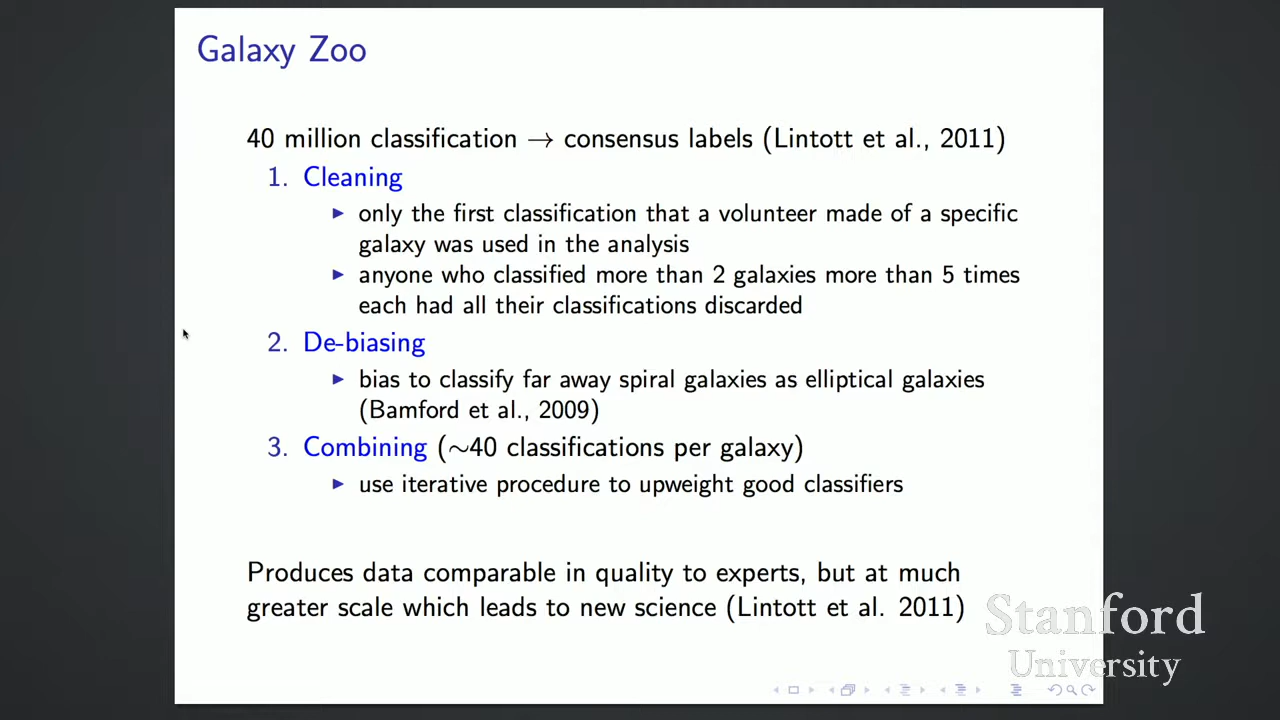 Galaxy Zoo
40 million classification → consensus labels (Lintott et al., 2011)
1. Cleaning
▶ only the first classification that a volunteer made of a specific
galaxy was used in the analysis
▶ anyone who classified more than 2 galaxies more than 5 times
each had all their classifications discarded
2. De-biasing
▶ bias to classify far away spiral galaxies as elliptical galaxies
(Bamford et al., 2009)
3. Combining (∼40 classifications per galaxy)
▶ use iterative procedure to upweight good classifiers
Produces data comparable in quality to experts, but at much
greater scale which leads to new science (Lintott et al. 2011)
Stanford
University